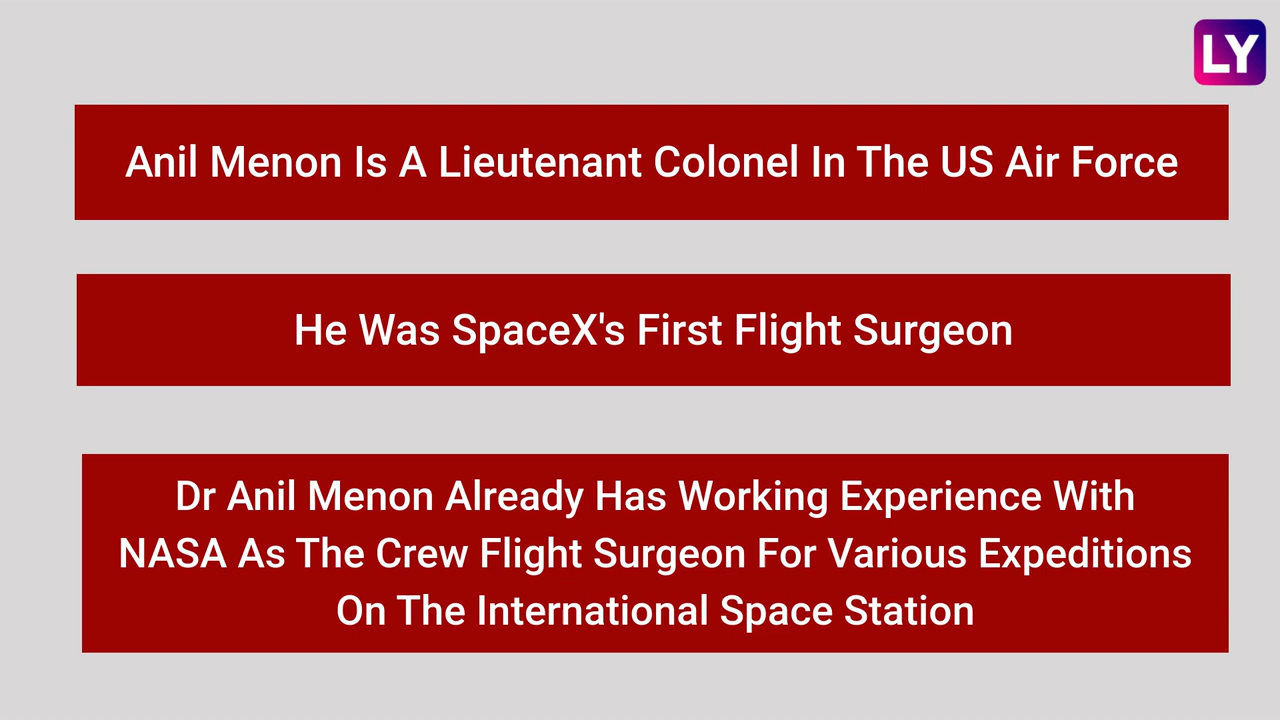 LY
Anil Menon Is A Lieutenant Colonel In The US Air Force
He Was SpaceX's First Flight Surgeon
Dr Anil Menon Already Has Working Experience With
NASA As The Crew Flight Surgeon For Various Expeditions
On The International Space Station